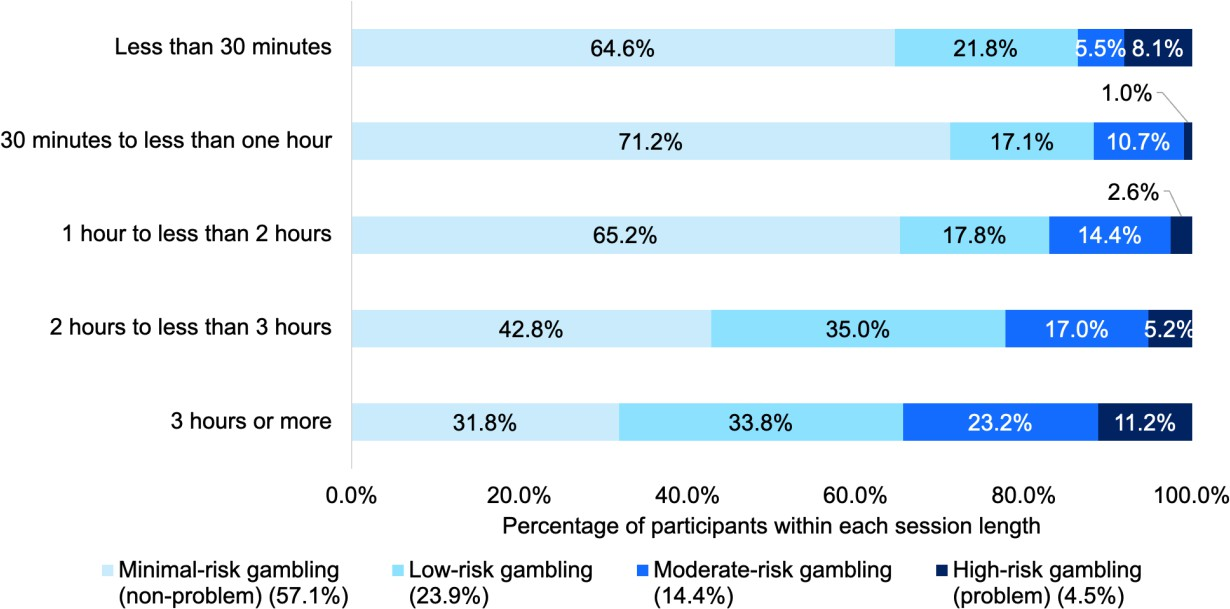 Less than 30 minutes
64.6% 21.8% 5.5% 8.1%
1.0%
30 minutes to less than one hour
71.2% 17.1% 10.7%
2.6%
1 hour to less than 2 hours
65.2% 17.8% 14.4%
2 hours to less than 3 hours
42.8% 35.0% 17.0% 5.2%
3 hours or more
31.8% 33.8% 23.2% 11.2%
0.0% 20.0% 40.0% 60.0% 80.0% 100.0%
Percentage of participants within each session length
Minimal-risk gambling
(non-problem) (57.1%)
Low-risk gambling
(23.9%)
Moderate-risk gambling
(14.4%)
High-risk gambling
(problem) (4.5%)